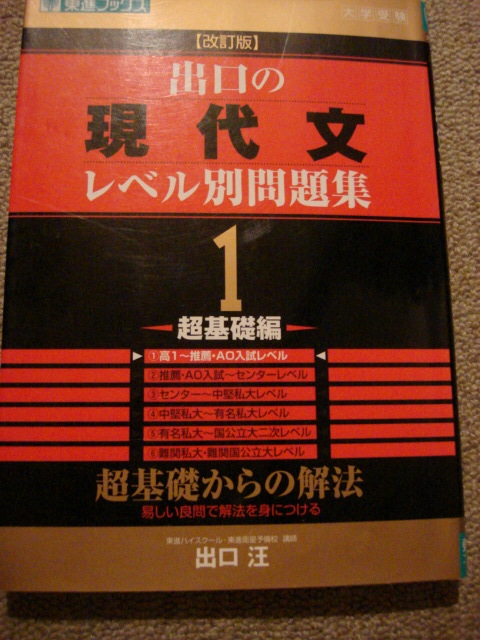 東進ブックス
大学受験
【改訂版】
出口の
現代文
レベル別問題集
1
超基礎編
①高1～推薦・AO入試レベル
②推薦・AO入試～センターレベル
③センター～中堅私大レベル
④中堅私大～有名私大レベル
⑤有名私大～国公立大二次レベル
⑥難関私大・難関国公立大レベル
超基礎からの解法
易しい良問で解法を身につける
東進ハイスクール・東進衛星予備校 講師
出口 汪